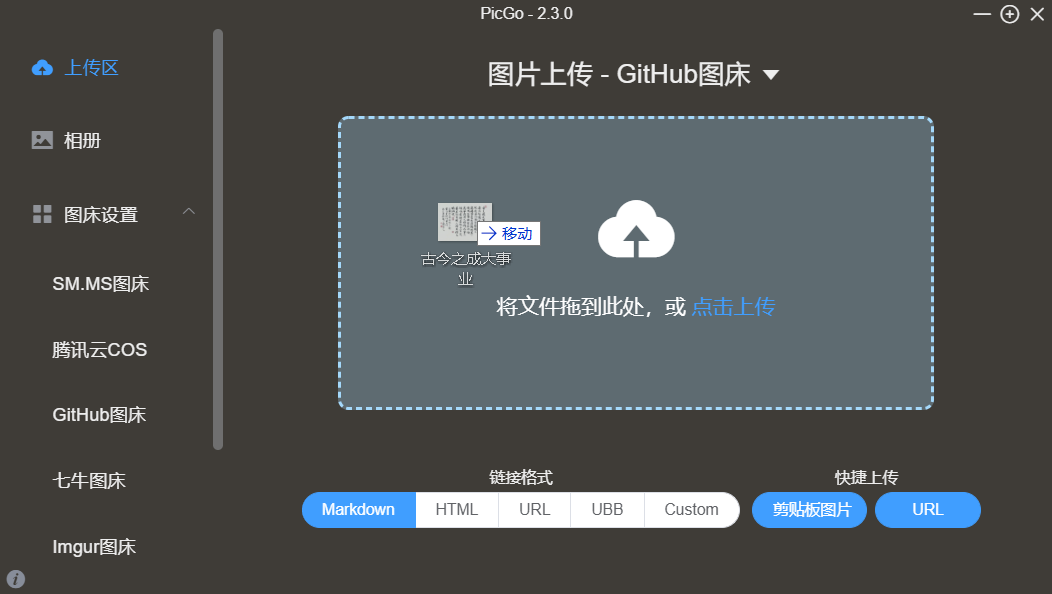 PicGo - 2.3.0
上传区
相册
图床设置
SM.MS图床
腾讯云COS
GitHub图床
七牛图床
Imgur图床
图片上传 - GitHub图床
移动
古今之成大事
业
将文件拖到此处，或 点击上传
链接格式
快捷上传
Markdown HTML URL UBB Custom
剪贴板图片 URL